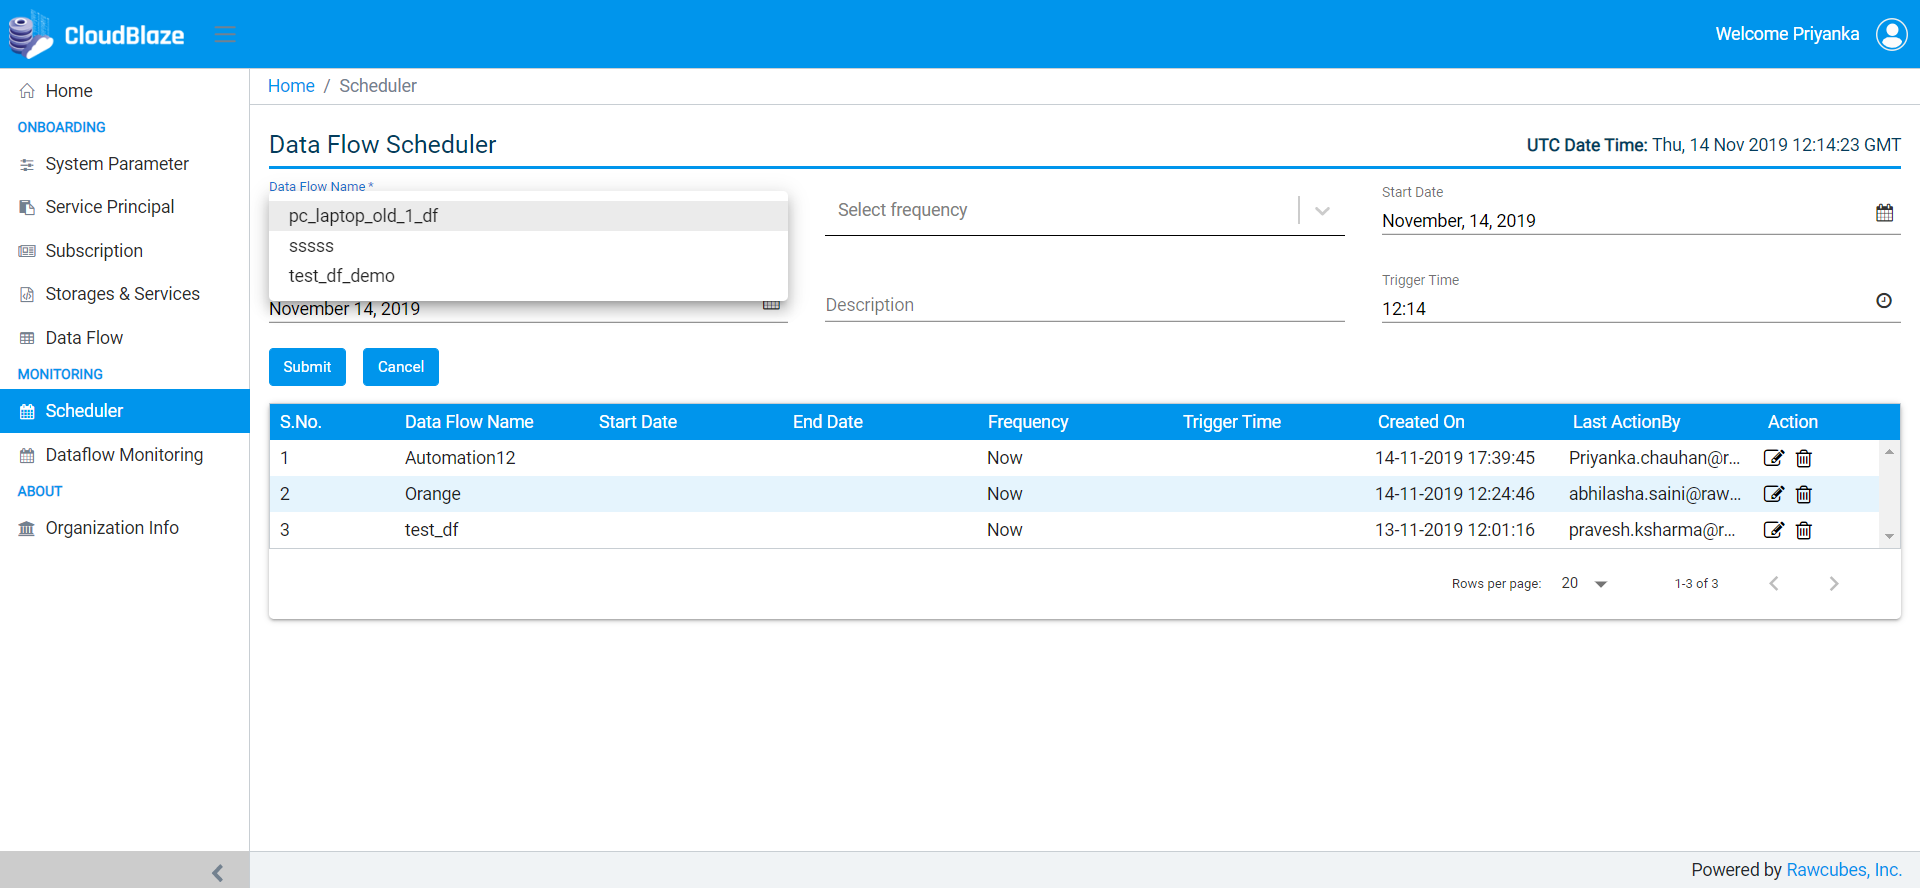 CloudBlaze
Welcome Priyanka
Home
ONBOARDING
System Parameter
Service Principal
Subscription
Storages & Services
Data Flow
MONITORING
Scheduler
Dataflow Monitoring
ABOUT
Organization Info
Home / Scheduler
Data Flow Scheduler
UTC Date Time: Thu, 14 Nov 2019 12:14:23 GMT
Data Flow Name *
pc_laptop_old_1_df
sssss
test_df_demo
Select frequency
Start Date
November, 14, 2019
November 14, 2019
Description
Trigger Time
12:14
Submit Cancel
S.No. Data Flow Name Start Date End Date Frequency Trigger Time Created On Last ActionBy Action
1 Automation12 Now 14-11-2019 17:39:45 Priyanka.chauhan@r...
2 Orange Now 14-11-2019 12:24:46 abhilasha.saini@raw...
3 test_df Now 13-11-2019 12:01:16 pravesh.ksharma@r...
Rows per page: 20 1-3 of 3
Powered by Rawcubes, Inc.